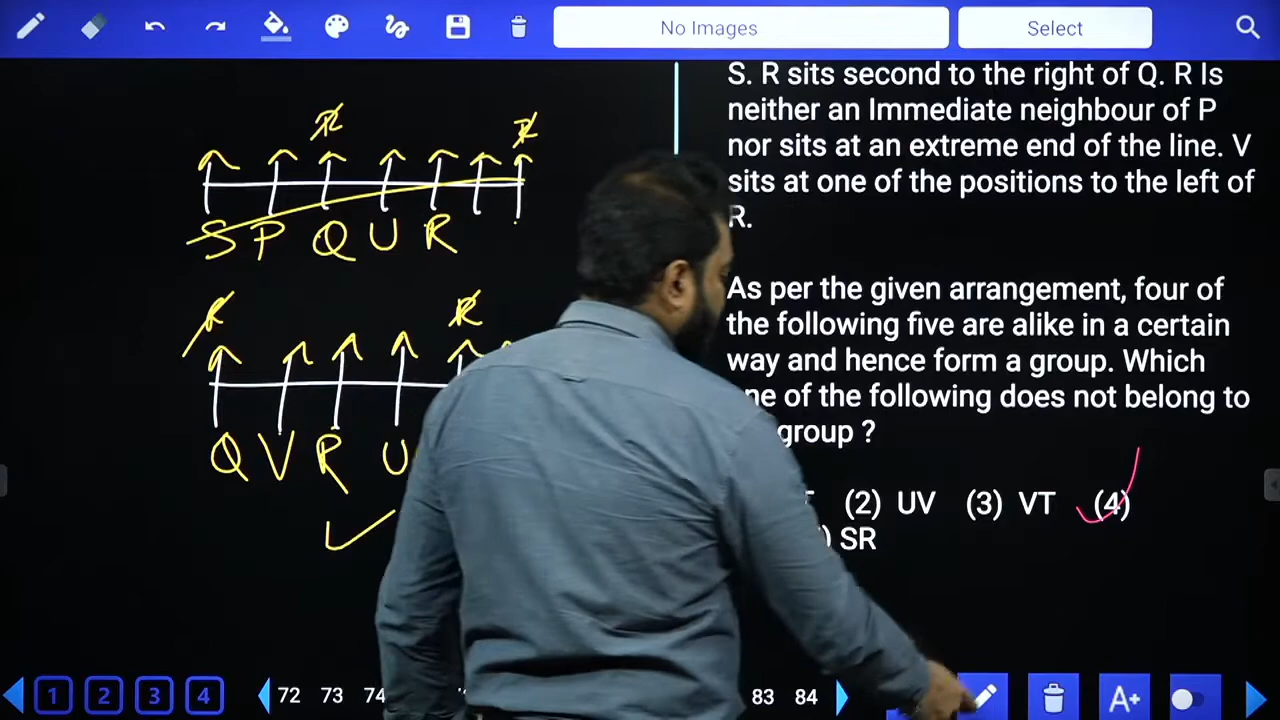 No Images
Select
S. R sits second to the right of Q. R Is
neither an Immediate neighbour of P
nor sits at an extreme end of the line. V
sits at one of the positions to the left of
R.
As per the given arrangement, four of
the following five are alike in a certain
way and hence form a group. Which
of the following does not belong to
group ?
(2) UV (3) VT (4)
SR
S P Q U R
Q V R U
1 2 3 4
72 73 74
83 84
A+